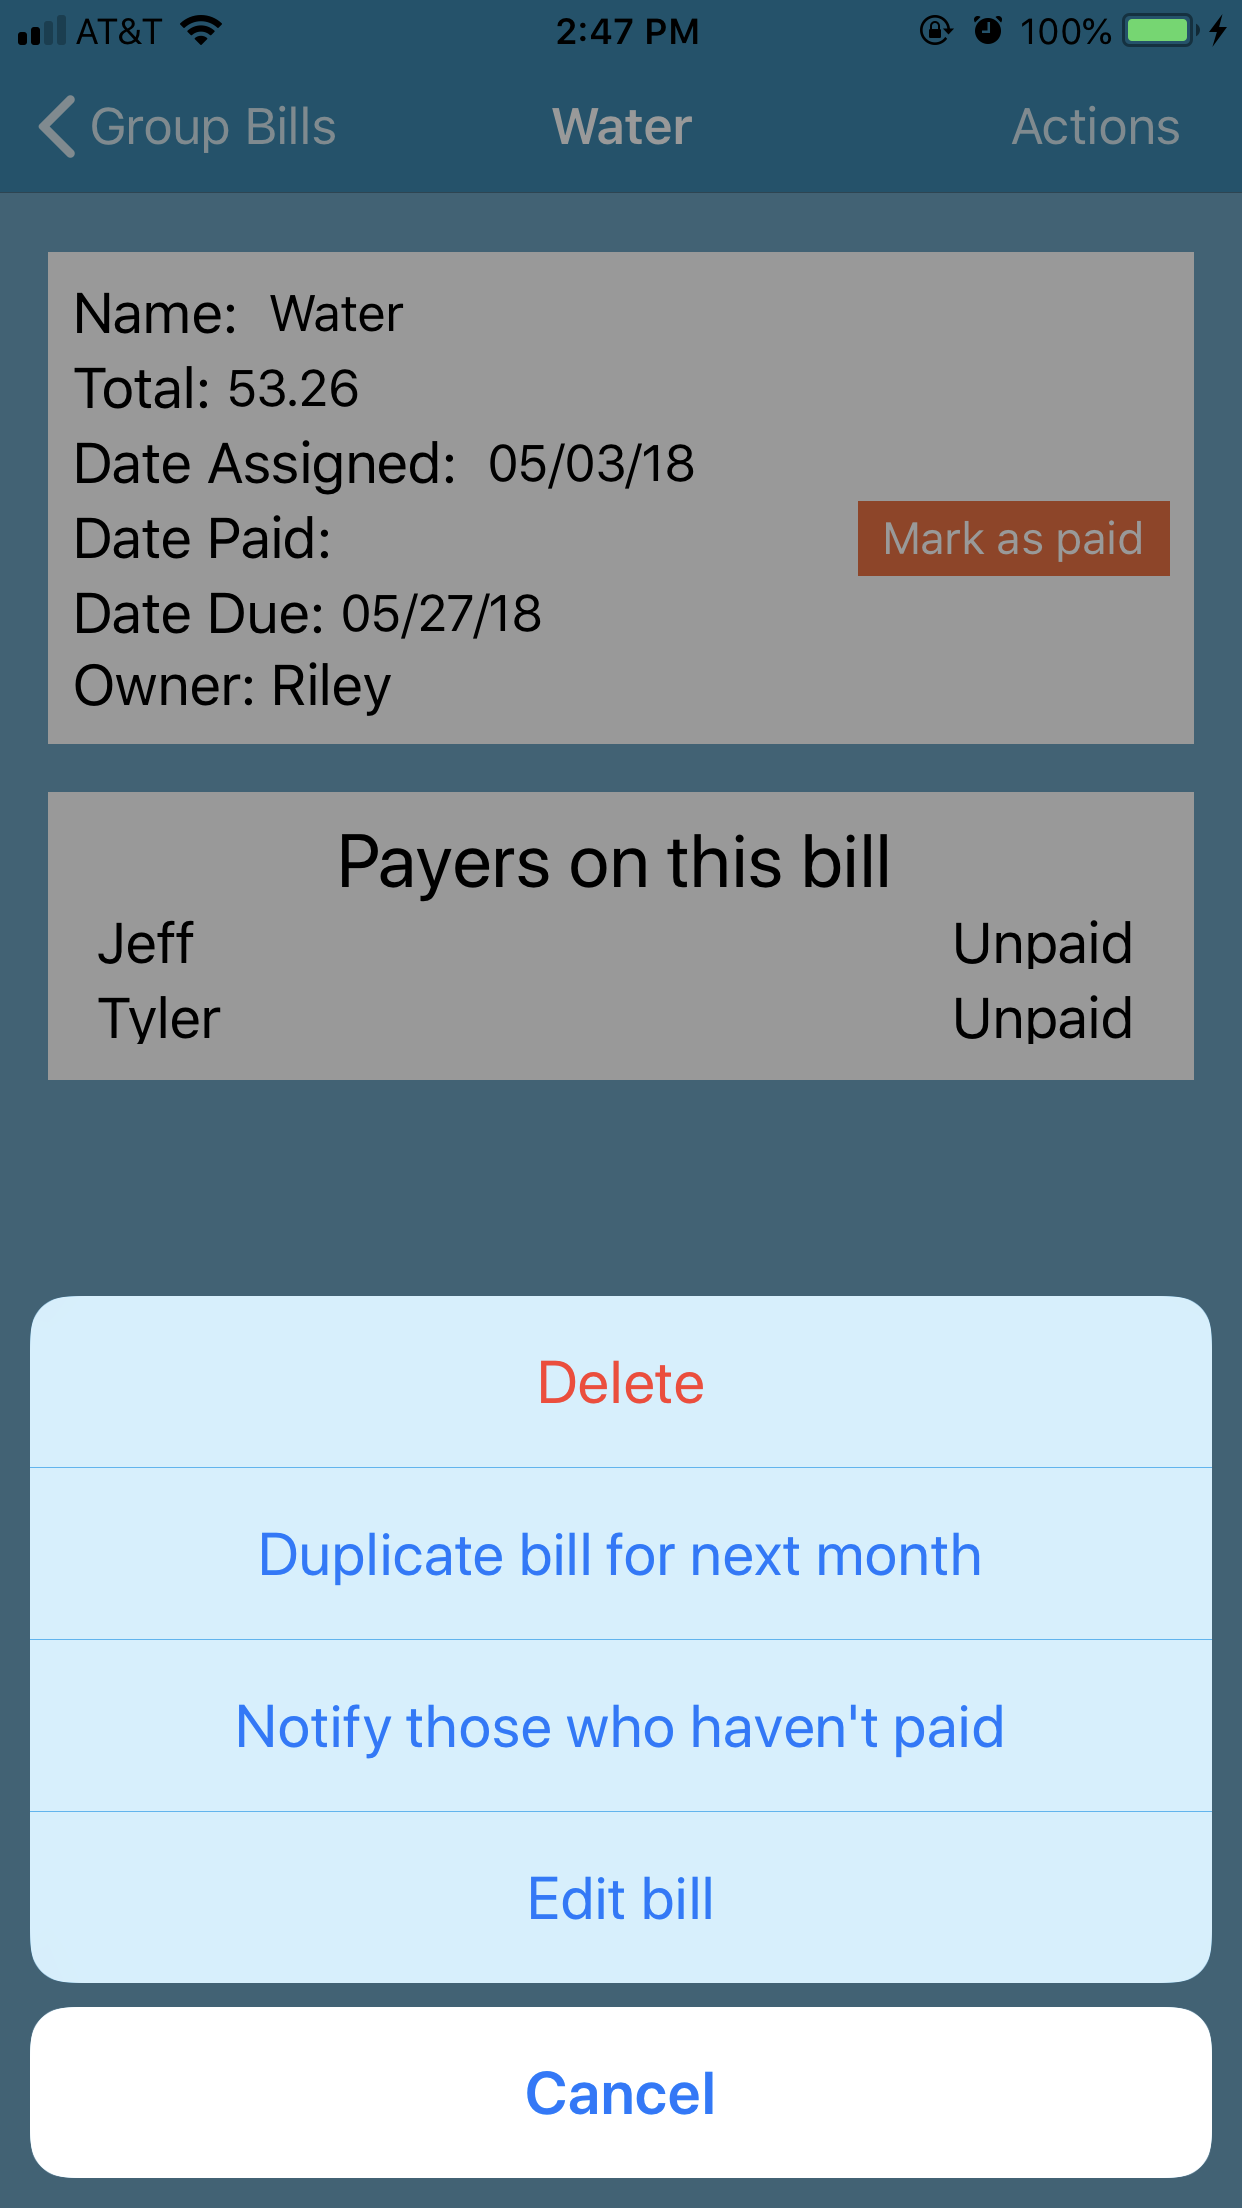 AT&T 2:47 PM 100%
Group Bills Water Actions
Name: Water
Total: 53.26
Date Assigned: 05/03/18
Date Paid: Mark as paid
Date Due: 05/27/18
Owner: Riley
Payers on this bill
Jeff Unpaid
Tyler Unpaid
Delete
Duplicate bill for next month
Notify those who haven't paid
Edit bill
Cancel